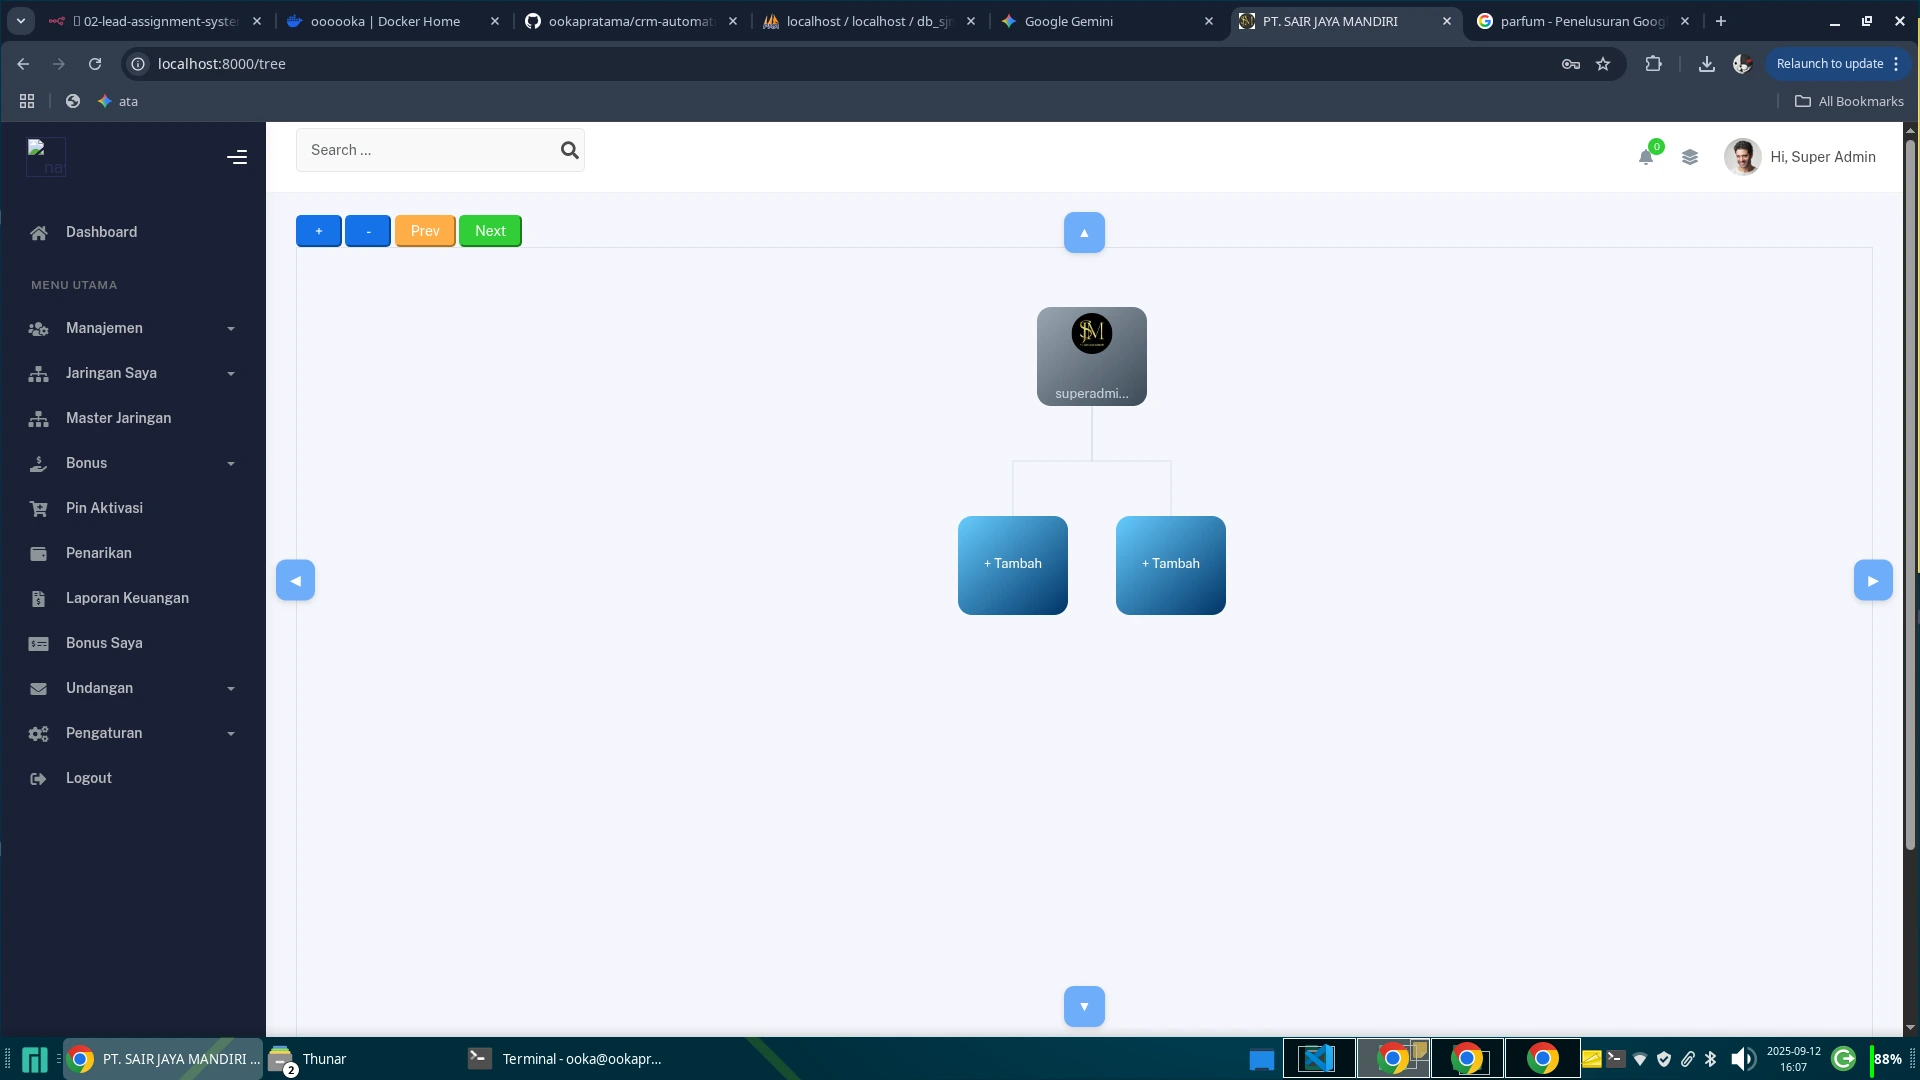 02-lead-assignment-syste
oooooka | Docker Home
ookapratama/crm-automat
localhost / localhost / db_sjm
Google Gemini
PT. SAIR JAYA MANDIRI
parfum - Penelusuran Goog
localhost:8000/tree
Relaunch to update
ata
All Bookmarks
na
Search ...
0
Hi, Super Admin
Dashboard
+
-
Prev
Next
▲
MENU UTAMA
Manajemen
Jaringan Saya
Master Jaringan
Bonus
Pin Aktivasi
Penarikan
Laporan Keuangan
Bonus Saya
Undangan
Pengaturan
Logout
SJM
superadmi...
+ Tambah
+ Tambah
◀
▶
▼
PT. SAIR JAYA MANDIRI ...
2
Thunar
Terminal - ooka@ookapr...
2025-09-12
16:07
88%